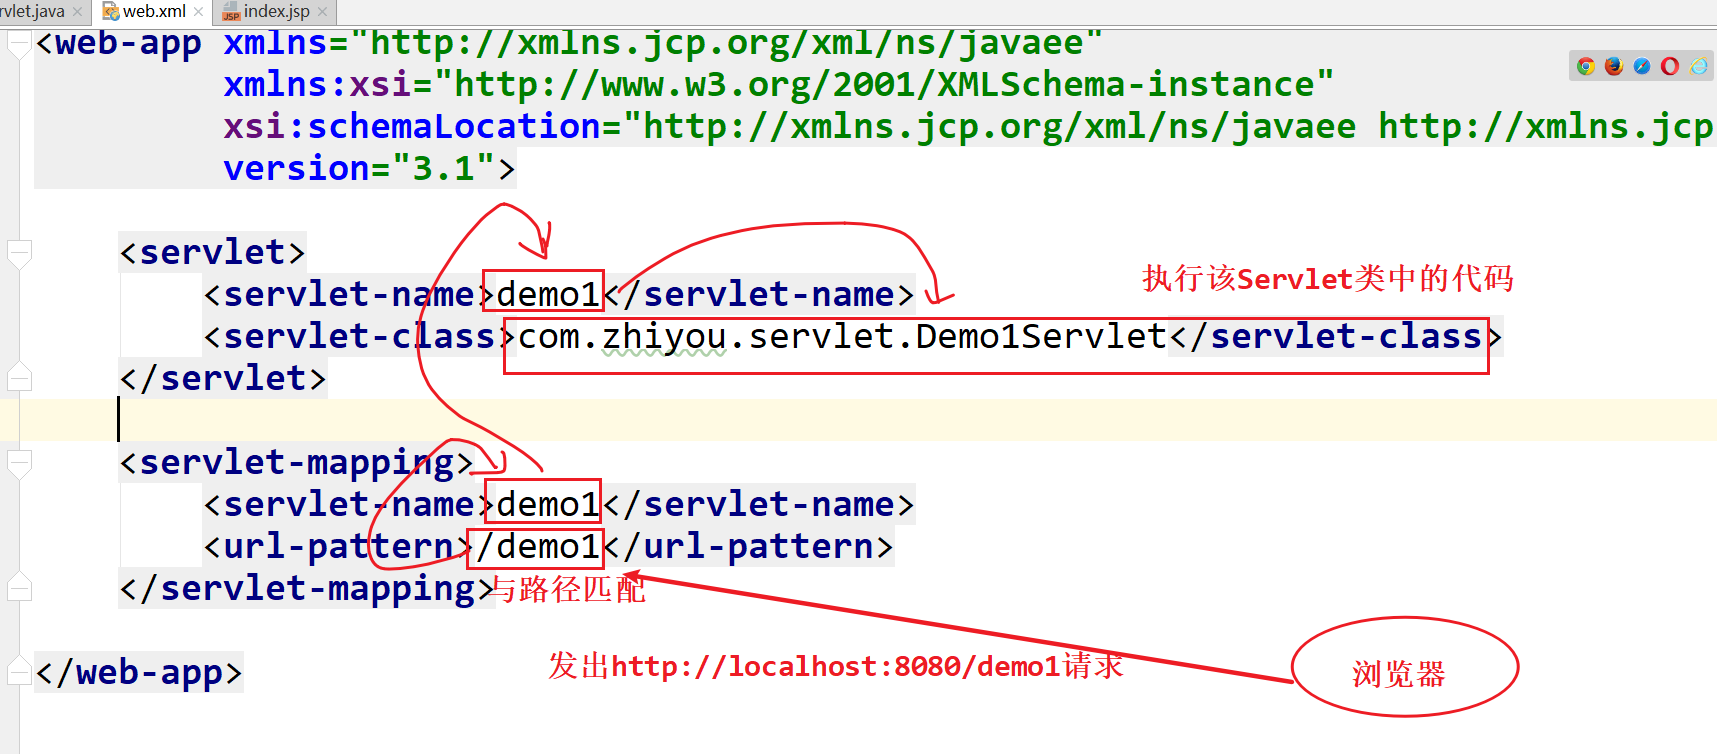 rvlet.java
web.xml
index.jsp
<web-app xmlns="http://xmlns.jcp.org/xml/ns/javaee"
xmlns:xsi="http://www.w3.org/2001/XMLSchema-instance"
xsi:schemaLocation="http://xmlns.jcp.org/xml/ns/javaee http://xmlns.jcp
version="3.1">
<servlet>
<servlet-name>demo1</servlet-name>
执行该Servlet类中的代码
<servlet-class>com.zhiyou.servlet.Demo1Servlet</servlet-class>
</servlet>
<servlet-mapping>
<servlet-name>demo1</servlet-name>
<url-pattern>/demo1</url-pattern>
</servlet-mapping>
与路径匹配
发出http://localhost:8080/demo1请求
浏览器
</web-app>